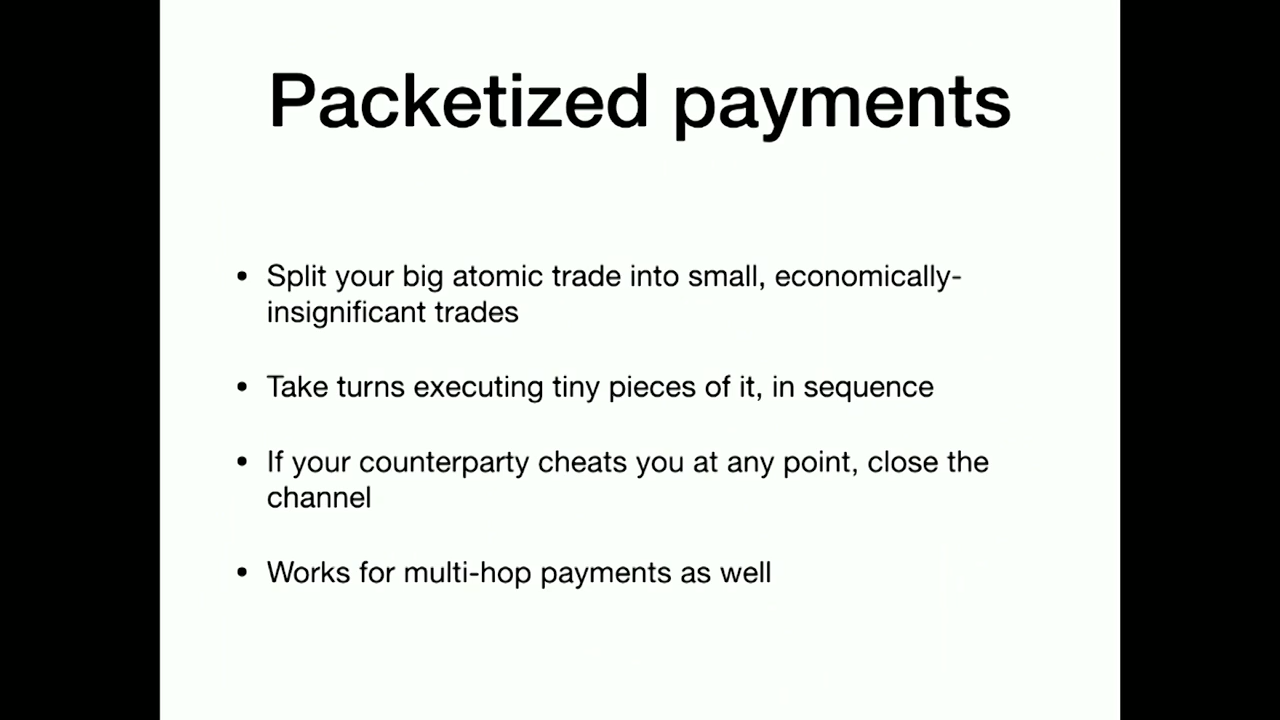 Packetized payments
• Split your big atomic trade into small, economically-
insignificant trades
• Take turns executing tiny pieces of it, in sequence
• If your counterparty cheats you at any point, close the
channel
• Works for multi-hop payments as well